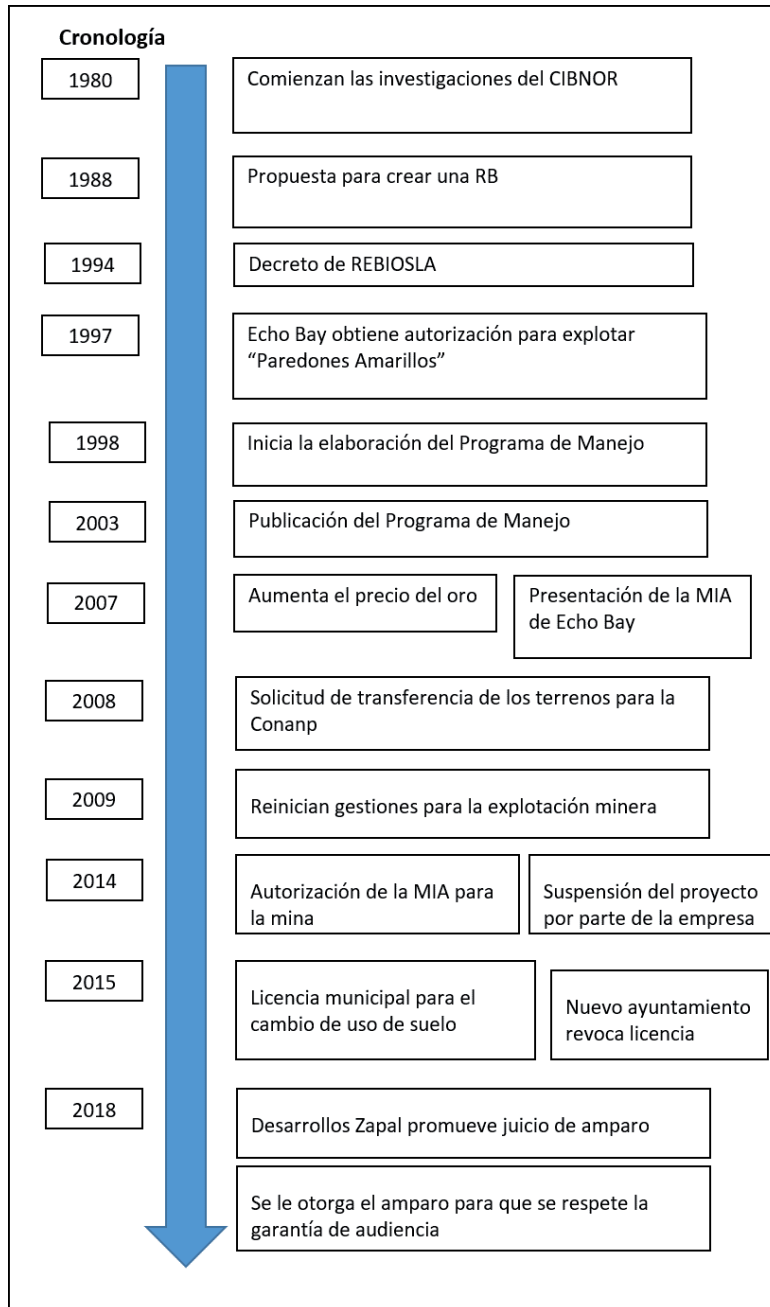 Cronología
1980
Comienzan las investigaciones del CIBNOR
1988
Propuesta para crear una RB
1994
Decreto de REBIOSLA
1997
Echo Bay obtiene autorización para explotar
“Paredones Amarillos”
1998
Inicia la elaboración del Programa de Manejo
2003
Publicación del Programa de Manejo
2007
Aumenta el precio del oro
Presentación de la MIA
de Echo Bay
2008
Solicitud de transferencia de los terrenos para la
Conanp
2009
Reinician gestiones para la explotación minera
2014
Autorización de la MIA para
la mina
Suspensión del proyecto
por parte de la empresa
2015
Licencia municipal para el
cambio de uso de suelo
Nuevo ayuntamiento
revoca licencia
2018
Desarrollos Zapal promueve juicio de amparo
Se le otorga el amparo para que se respete la
garantía de audiencia